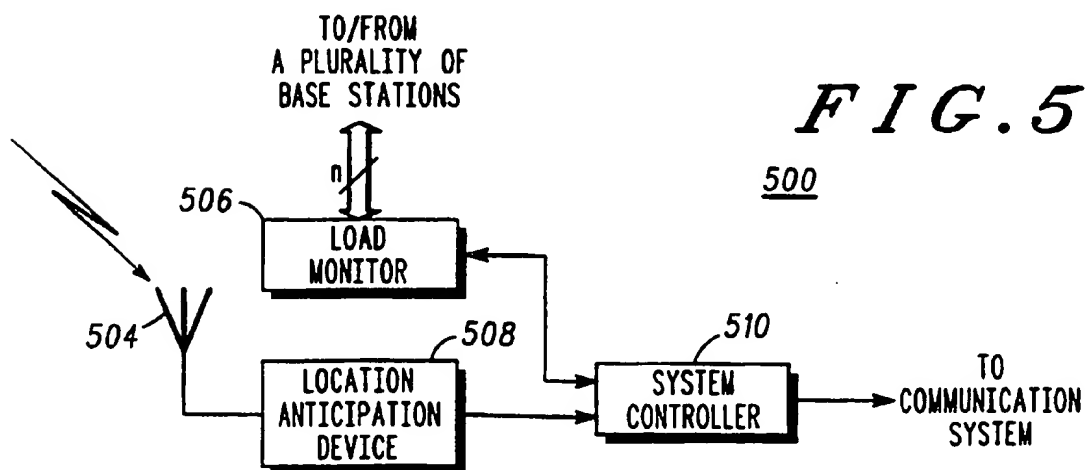 TO/FROM
A PLURALITY OF
BASE STATIONS
FIG.5
500
n
506
LOAD
MONITOR
504
508
LOCATION
ANTICIPATION
DEVICE
510
SYSTEM
CONTROLLER
TO
COMMUNICATION
SYSTEM